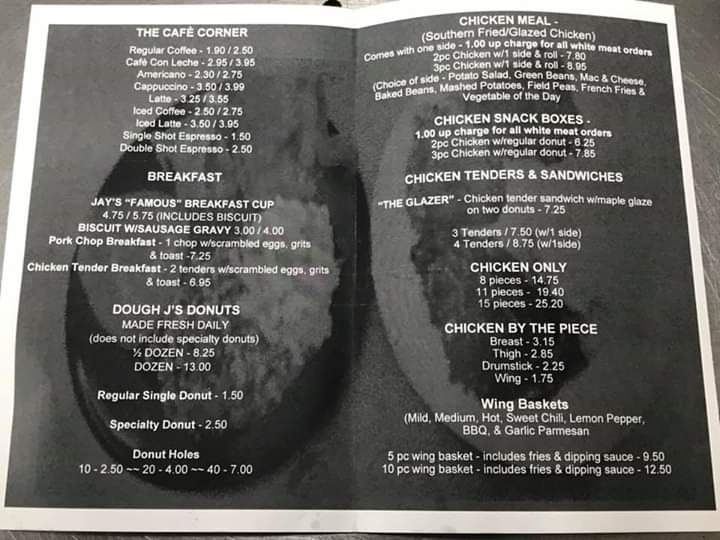 THE CAFÈ CORNER
Regular Coffee - 1.90 / 2.50
Café Con Leche - 2.95 / 3.95
Americano - 2.30 / 2.75
Cappuccino - 3.50 / 3.99
Latte - 3.25 / 3.55
Iced Coffee - 2.50 / 2.75
Iced Latte - 3.50 / 3.95
Single Shot Espresso - 1.50
Double Shot Espresso - 2.50
BREAKFAST
JAY'S "FAMOUS" BREAKFAST CUP
4.75 / 5.75 (INCLUDES BISCUIT)
BISCUIT W/SAUSAGE GRAVY 3.00 / 4.00
Pork Chop Breakfast - 1 chop w/scrambled eggs, grits
& toast -7.25
Chicken Tender Breakfast - 2 tenders w/scrambled eggs, grits
& toast - 6.95
DOUGH J'S DONUTS
MADE FRESH DAILY
(does not include specialty donuts)
½ DOZEN - 8.25
DOZEN - 13.00
Regular Single Donut - 1.50
Specialty Donut - 2.50
Donut Holes
10 - 2.50 ~~ 20 - 4.00 ~~ 40 - 7.00
CHICKEN MEAL -
(Southern Fried/Glazed Chicken)
Comes with one side - 1.00 up charge for all white meat orders
2pc Chicken w/1 side & roll - 7.80
3pc Chicken w/1 side & roll - 8.95
(Choice of side - Potato Salad, Green Beans, Mac & Cheese,
Baked Beans, Mashed Potatoes, Field Peas, French Fries &
Vegetable of the Day
CHICKEN SNACK BOXES -
1.00 up charge for all white meat orders
2pc Chicken w/regular donut - 6.25
3pc Chicken w/regular donut - 7.85
CHICKEN TENDERS & SANDWICHES
"THE GLAZER" - Chicken tender sandwich w/maple glaze
on two donuts - 7.25
3 Tenders / 7.50 (w/1 side)
4 Tenders / 8.75 (w/1side)
CHICKEN ONLY
8 pieces - 14.75
11 pieces - 19.40
15 pieces - 25.20
CHICKEN BY THE PIECE
Breast - 3.15
Thigh - 2.85
Drumstick - 2.25
Wing - 1.75
Wing Baskets
(Mild, Medium, Hot, Sweet Chili, Lemon Pepper,
BBQ, & Garlic Parmesan
5 pc wing basket - includes fries & dipping sauce - 9.50
10 pc wing basket - includes fries & dipping sauce - 12.50